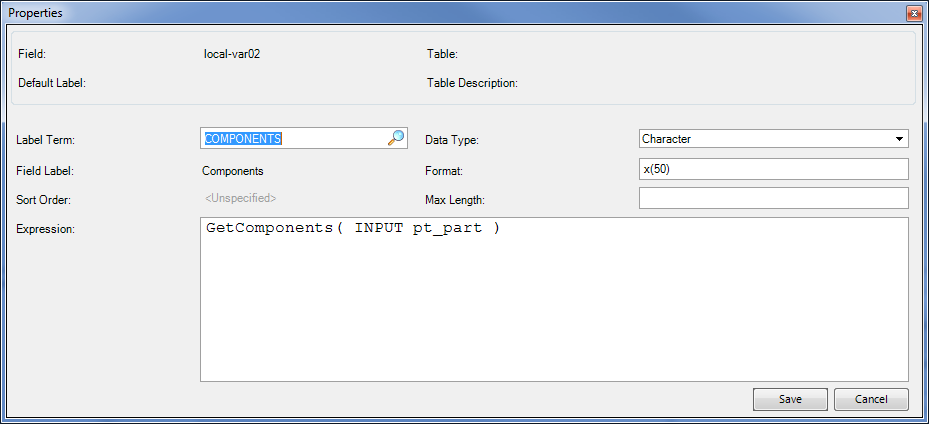 Properties
Field: local-var02 Table:
Default Label: Table Description:
Label Term: COMPONENTS Data Type: Character
Field Label: Components Format: x(50)
Sort Order: <Unspecified> Max Length:
Expression: GetComponents( INPUT pt_part )
Save Cancel